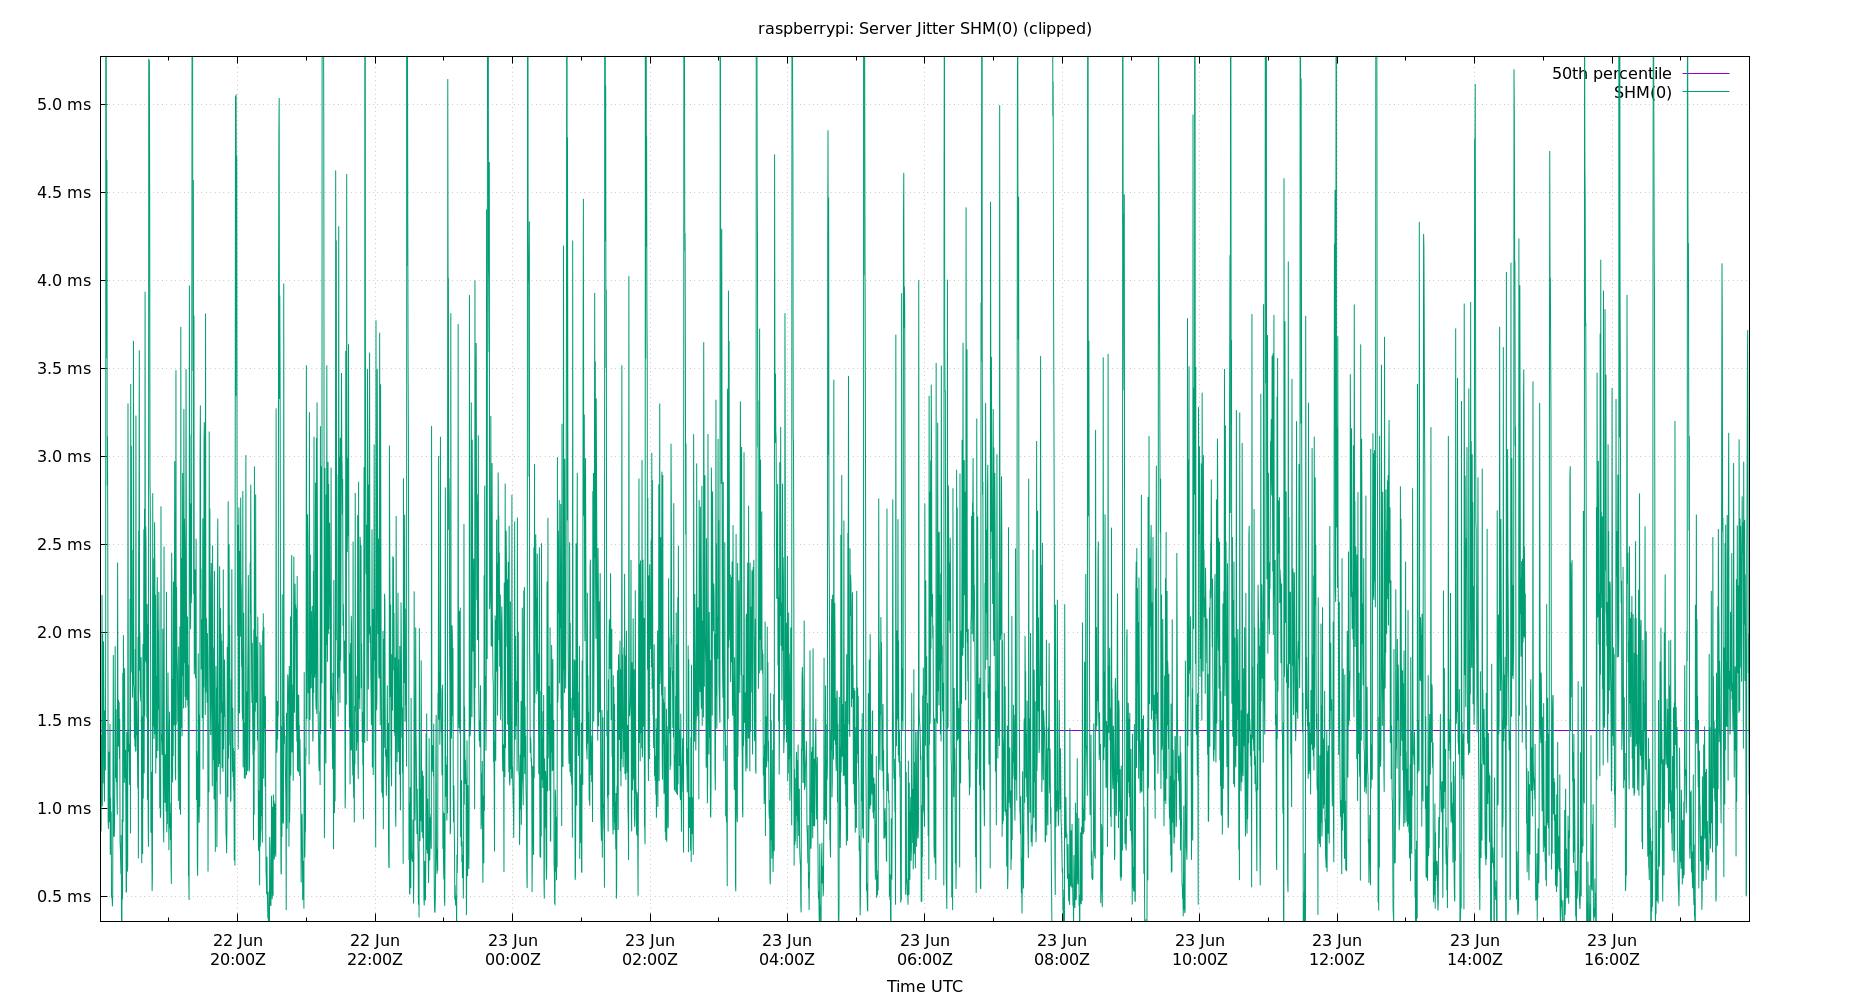 raspberrypi: Server Jitter SHM(0) (clipped)
50th percentile
SHM(0)
5.0 ms
4.5 ms
4.0 ms
3.5 ms
3.0 ms
2.5 ms
2.0 ms
1.5 ms
1.0 ms
0.5 ms
22 Jun 22 Jun 23 Jun 23 Jun 23 Jun 23 Jun 23 Jun 23 Jun 23 Jun 23 Jun 23 Jun
20:00Z 22:00Z 00:00Z 02:00Z 04:00Z 06:00Z 08:00Z 10:00Z 12:00Z 14:00Z 16:00Z
Time UTC